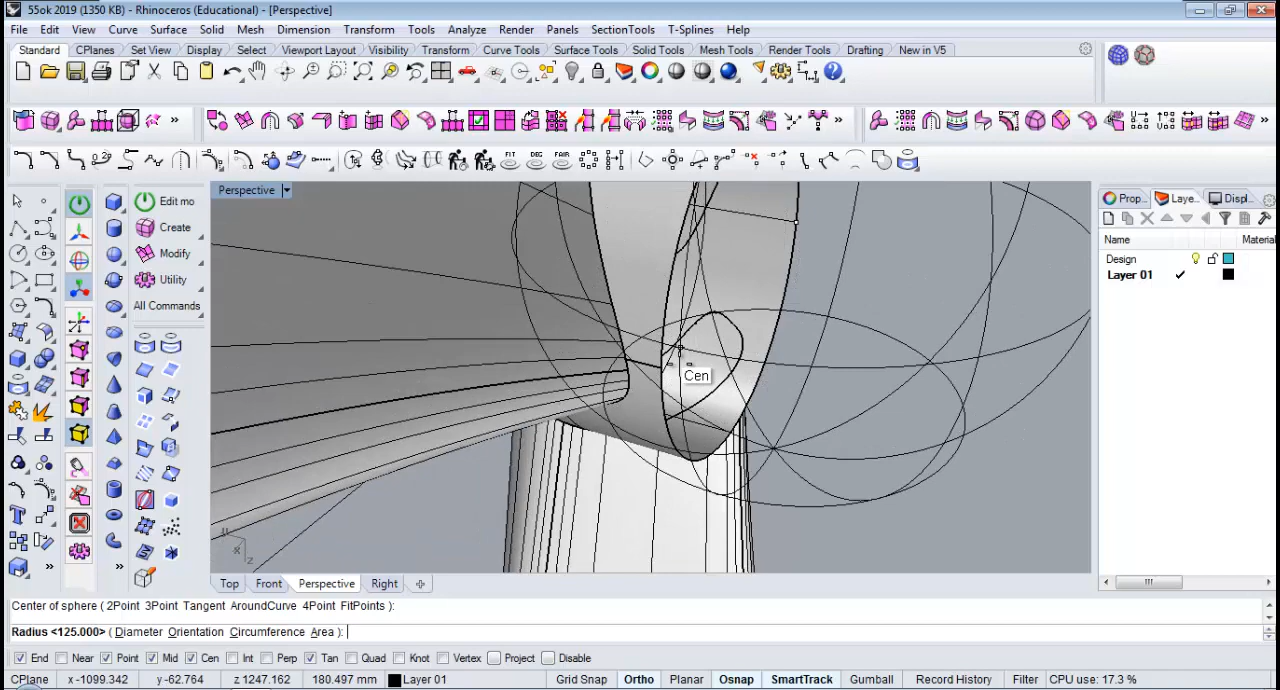 55ok 2019 (1350 KB) - Rhinoceros (Educational) - [Perspective]
File Edit View Curve Surface Solid Mesh Dimension Transform Tools Analyze Render Panels SectionTools T-Splines Help
Standard CPlanes Set View Display Select Viewport Layout Visibility Transform Curve Tools Surface Tools Solid Tools Mesh Tools Render Tools Drafting New in V5
FIT DEG FAIR
Perspective
Edit mo
Create
Modify
Utility
All Commands
Prop... Laye... Displ...
Name Material
Design
Layer 01
Cen
Top Front Perspective Right
Center of sphere ( 2Point 3Point Tangent AroundCurve 4Point FitPoints ):
Radius <125.000> ( Diameter Orientation Circumference Area ):
End Near Point Mid Cen Int Perp Tan Quad Knot Vertex Project Disable
CPlane x -1099.342 y -62.764 z 1247.162 180.497 mm Layer 01 Grid Snap Ortho Planar Osnap SmartTrack Gumball Record History Filter CPU use: 17.3 %